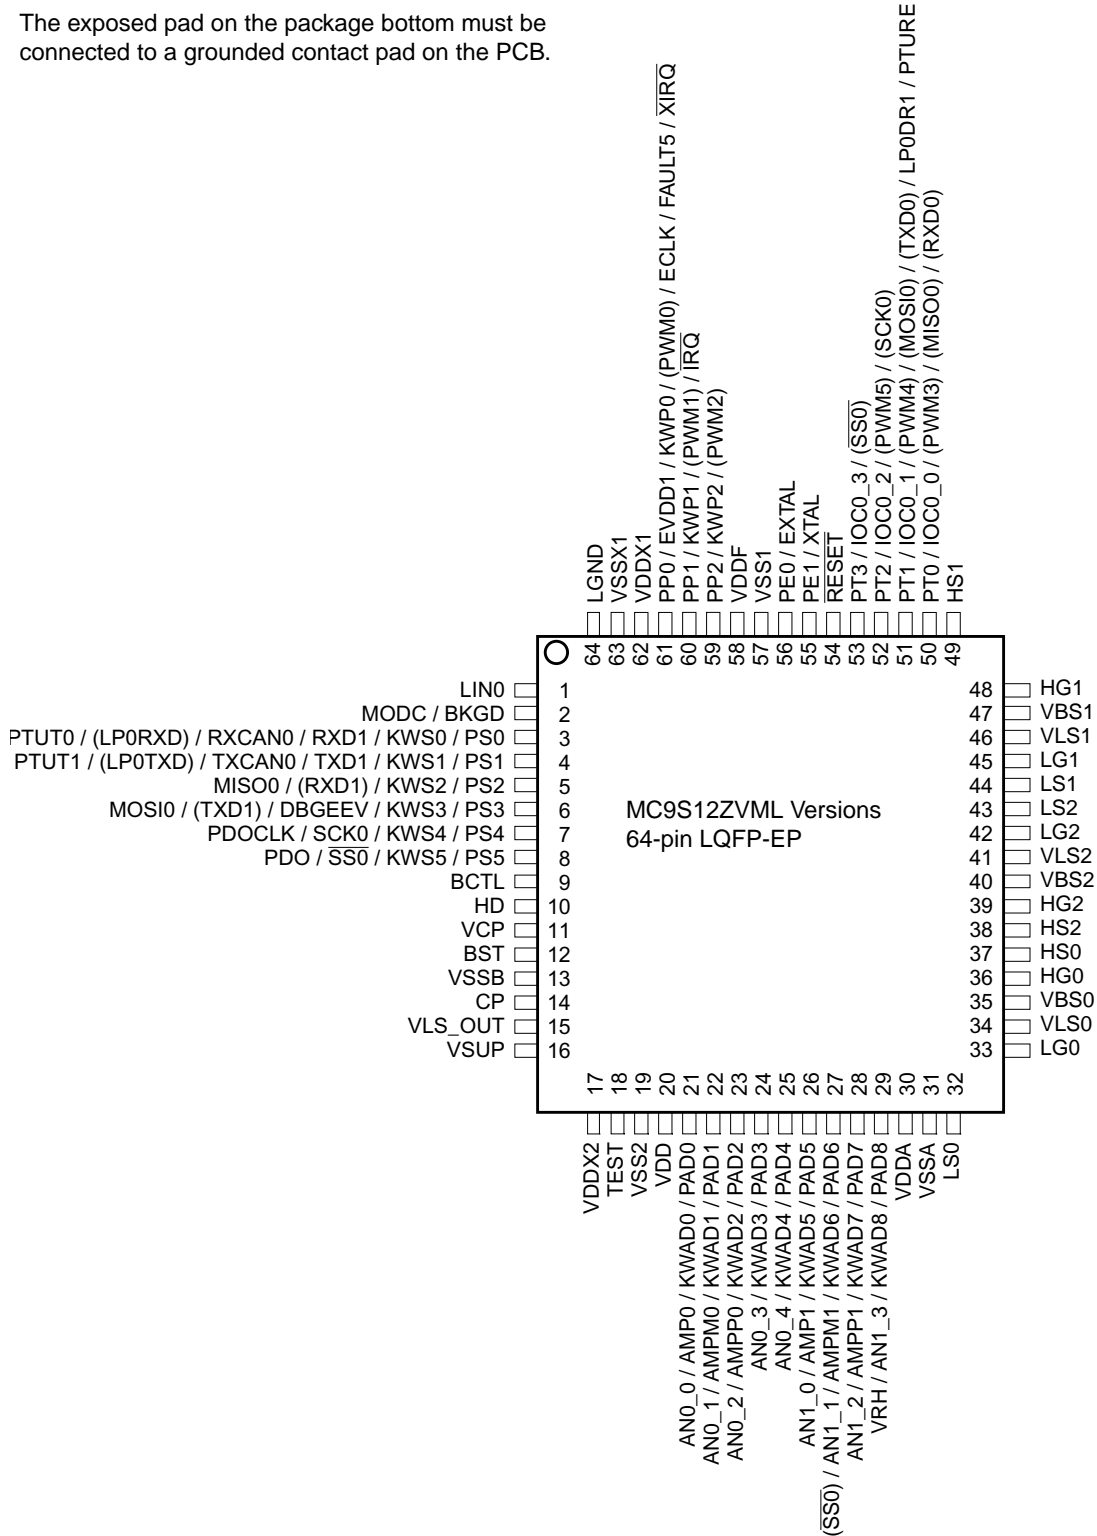 The exposed pad on the package bottom must be
connected to a grounded contact pad on the PCB.
LGND
VSSX1
VDDX1
PP0 / EVDD1 / KWP0 / (PWM0) / ECLK / FAULT5 / XIRQ
PP1 / KWP1 / (PWM1) / IRQ
PP2 / KWP2 / (PWM2)
VDDF
VSS1
PE0 / EXTAL
PE1 / XTAL
RESET
PT3 / IOC0_3 / (SS0)
PT2 / IOC0_2 / (PWM5) / (SCK0)
PT1 / IOC0_1 / (PWM4) / (MOSI0) / (TXD0) / LP0DR1 / PTURE
PT0 / IOC0_0 / (PWM3) / (MISO0) / (RXD0)
HS1
64
63
62
61
60
59
58
57
56
55
54
53
52
51
50
49
LIN0 1
MODC / BKGD 2
PTUT0 / (LP0RXD) / RXCAN0 / RXD1 / KWS0 / PS0 3
PTUT1 / (LP0TXD) / TXCAN0 / TXD1 / KWS1 / PS1 4
MISO0 / (RXD1) / KWS2 / PS2 5
MOSI0 / (TXD1) / DBGEEV / KWS3 / PS3 6
PDOCLK / SCK0 / KWS4 / PS4 7
PDO / SS0 / KWS5 / PS5 8
BCTL 9
HD 10
VCP 11
BST 12
VSSB 13
CP 14
VLS_OUT 15
VSUP 16
MC9S12ZVML Versions
64-pin LQFP-EP
48 HG1
47 VBS1
46 VLS1
45 LG1
44 LS1
43 LS2
42 LG2
41 VLS2
40 VBS2
39 HG2
38 HS2
37 HS0
36 HG0
35 VBS0
34 VLS0
33 LG0
17
18
19
20
21
22
23
24
25
26
27
28
29
30
31
32
VDDX2
TEST
VSS2
VDD
AN0_0 / AMP0 / KWAD0 / PAD0
AN0_1 / AMPM0 / KWAD1 / PAD1
AN0_2 / AMPP0 / KWAD2 / PAD2
AN0_3 / KWAD3 / PAD3
AN0_4 / KWAD4 / PAD4
AN1_0 / AMP1 / KWAD5 / PAD5
(SS0) / AN1_1 / AMPM1 / KWAD6 / PAD6
AN1_2 / AMPP1 / KWAD7 / PAD7
VRH / AN1_3 / KWAD8 / PAD8
VDDA
VSSA
LS0